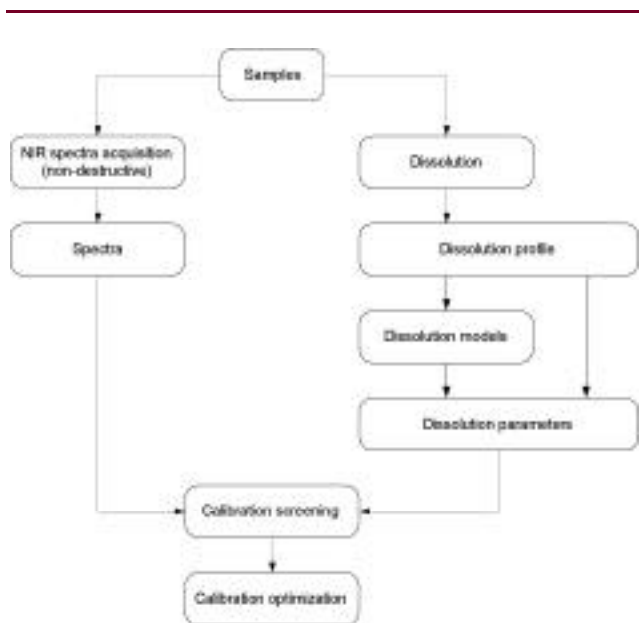 Samples
NIR spectra acquisition
(non-destructive)
Dissolution
Spectra
Dissolution profile
Dissolution models
Dissolution parameters
Calibration screening
Calibration optimization